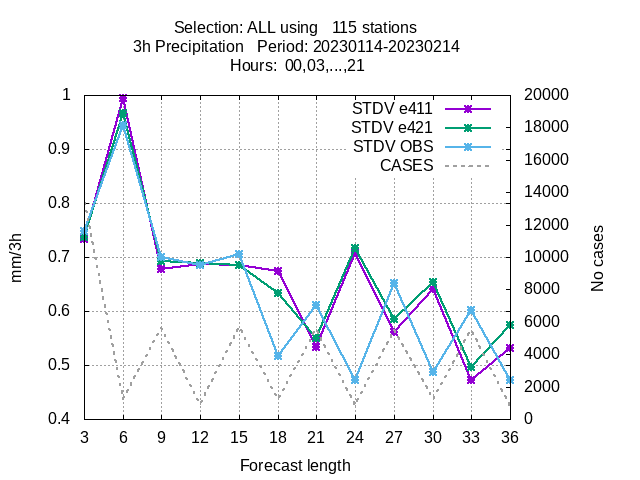 Selection: ALL using   115 stations
3h Precipitation   Period: 20230114-20230214
Hours:  00,03,...,21
STDV e411
STDV e421
STDV OBS
CASES
1
0.9
0.8
0.7
0.6
0.5
0.4
mm/3h
20000
18000
16000
14000
12000
10000
8000
6000
4000
2000
0
No cases
3 6 9 12 15 18 21 24 27 30 33 36
Forecast length